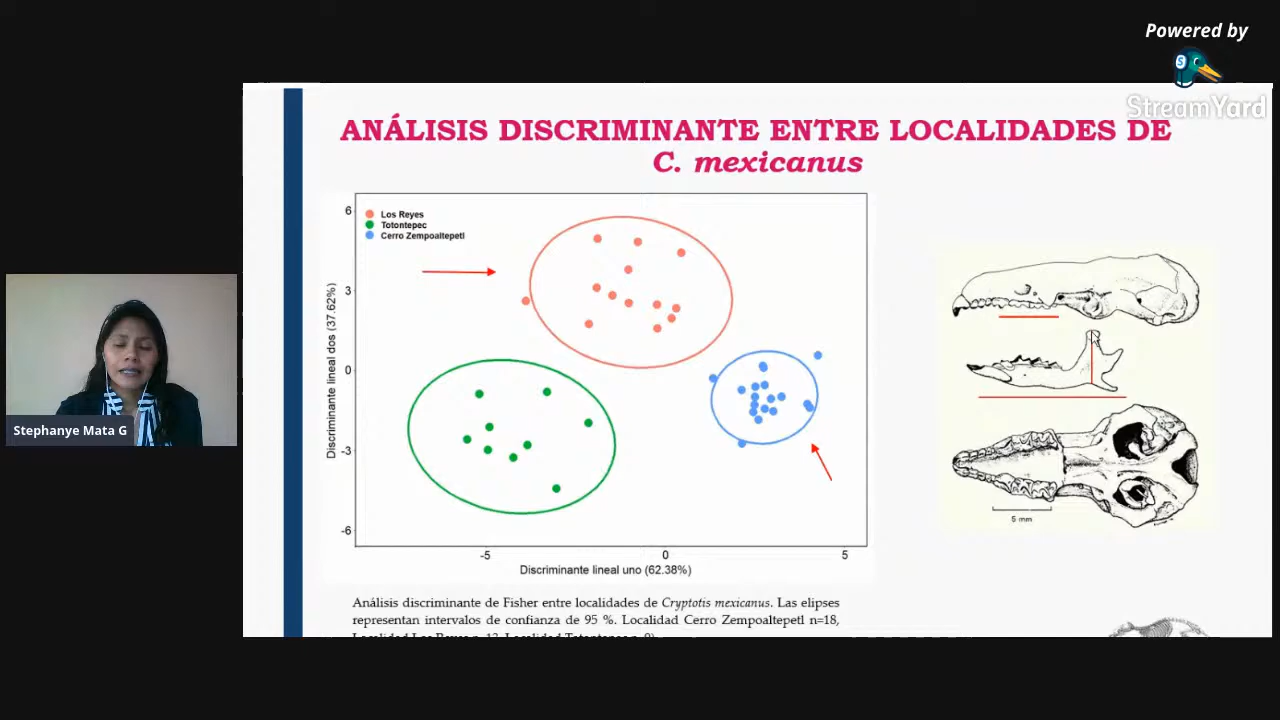 Powered by
StreamYard
ANÁLISIS DISCRIMINANTE ENTRE LOCALIDADES DE
C. mexicanus
Los Reyes
Totontepec
Cerro Zempoaltepetl
6
3
0
-3
-6
Discriminante lineal dos (37.62%)
-5
0
5
Discriminante lineal uno (62.38%)
5 mm
Stephanye Mata G
Análisis discriminante de Fisher entre localidades de Cryptotis mexicanus. Las elipses
representan intervalos de confianza de 95 %. Localidad Cerro Zempoaltepetl n=18,